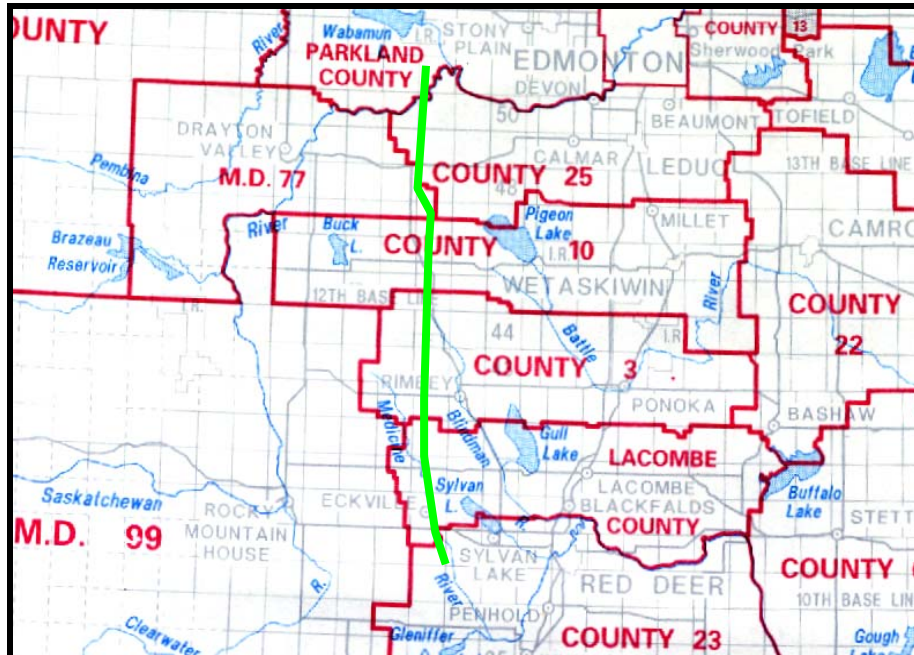 OUNTY
River
Wabamun
I.R.
STONY
PLAIN
PARKLAND
COUNTY
EDMONTON
DEVON
COUNTY
13
Sherwood Park
50
BEAUMONT
TOFIELD
DRAYTON
VALLEY
CALMAR
LEDUC
13TH BASE LINE
Pembina
M.D. 77
COUNTY 25
48
River
Buck
L.
Pigeon
Lake
I.R.
MILLET
CAMRO
Brazeau
Reservoir
COUNTY 10
WETASKIWIN
River
I.R.
12TH BASE LINE
COUNTY
22
44
Battle
I.R.
COUNTY 3
RIMBEY
PONOKA
BASHAW
Medicine
Blindman
Gull
Lake
LACOMBE
Saskatchewan
ROCKY
MOUNTAIN
HOUSE
ECKVILLE
Sylvan
L.
LACOMBE
BLACKFALDS
COUNTY
Buffalo
Lake
STETT
M.D. 99
R.
R.
SYLVAN
LAKE
RED DEER
COUNTY
10TH BASE LINE
River
PENHOLD
Clearwater
Gleniffer
COUNTY 23
Gough